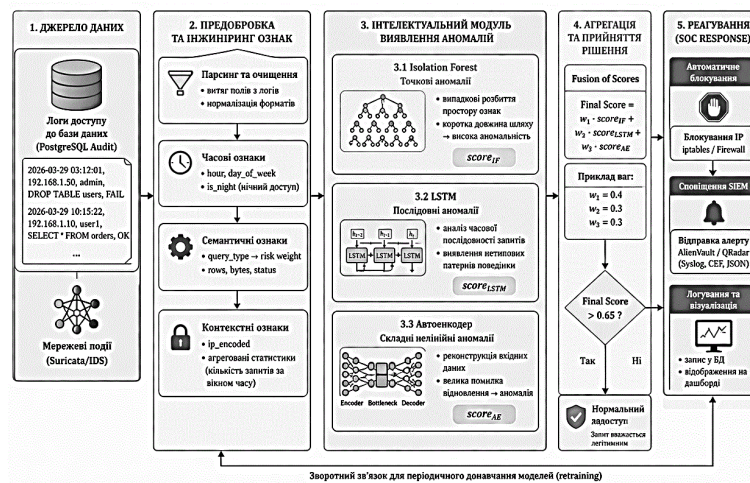 1. ДЖЕРЕЛО ДАНИХ
Логи доступу
до бази даних
(PostgreSQL Audit)
2026-03-29 03:12:01,
192.168.1.50, admin,
DROP TABLE users, FAIL
2026-03-29 10:15:22,
192.168.1.10, user1,
SELECT * FROM orders, OK
...
Мережеві події
(Suricata/IDS)
2. ПРЕДОБРОБКА
ТА ІНЖИНІРИНГ ОЗНАК
Парсинг та очищення
• витяг полів з логів
• нормалізація форматів
Часові ознаки
• hour, day_of_week
• is_night (нічний доступ)
Семантичні ознаки
• query_type → risk weight
• rows, bytes, status
Контекстні ознаки
• ip_encoded
• агреговані статистики
(кількість запитів за
вікном часу)
3. ІНТЕЛЕКТУАЛЬНИЙ МОДУЛЬ
ВИЯВЛЕННЯ АНОМАЛІЙ
3.1 Isolation Forest
Точкові аномалії
• випадкові розбиття
простору ознак
• коротка довжина шляху
→ висока аномальність
score_IF
3.2 LSTM
Послідовні аномалії
h_t-2 h_t-1 h_t
LSTM LSTM LSTM
• аналіз часової
послідовності запитів
• виявлення нетипових
патернів поведінки
score_LSTM
3.3 Автоенкодер
Складні нелінійні аномалії
Encoder Bottleneck Decoder
• реконструкція вхідних
даних
• велика помилка
відновлення → аномалія
score_AE
4. АГРЕГАЦІЯ
ТА ПРИЙНЯТТЯ
РІШЕННЯ
Fusion of Scores
Final Score =
w₁ · score_IF +
w₂ · score_LSTM +
w₃ · score_AE
Приклад ваг:
w₁ = 0.4
w₂ = 0.3
w₃ = 0.3
Final Score
> 0.65 ?
Так Ні
Нормальний
Запит вважається
легітимним
5. РЕАГУВАННЯ
(SOC RESPONSE)
Автоматичне
блокування
Блокування IP
iptables / Firewall
Сповіщення SIEM
Відправка алерту
AlienVault / QRadar
(Syslog, CEF, JSON)
Логування та
візуалізація
• запис у БД
• відображення на
дашборді
Зворотний зв'язок для періодичного донавчання моделей (retraining)